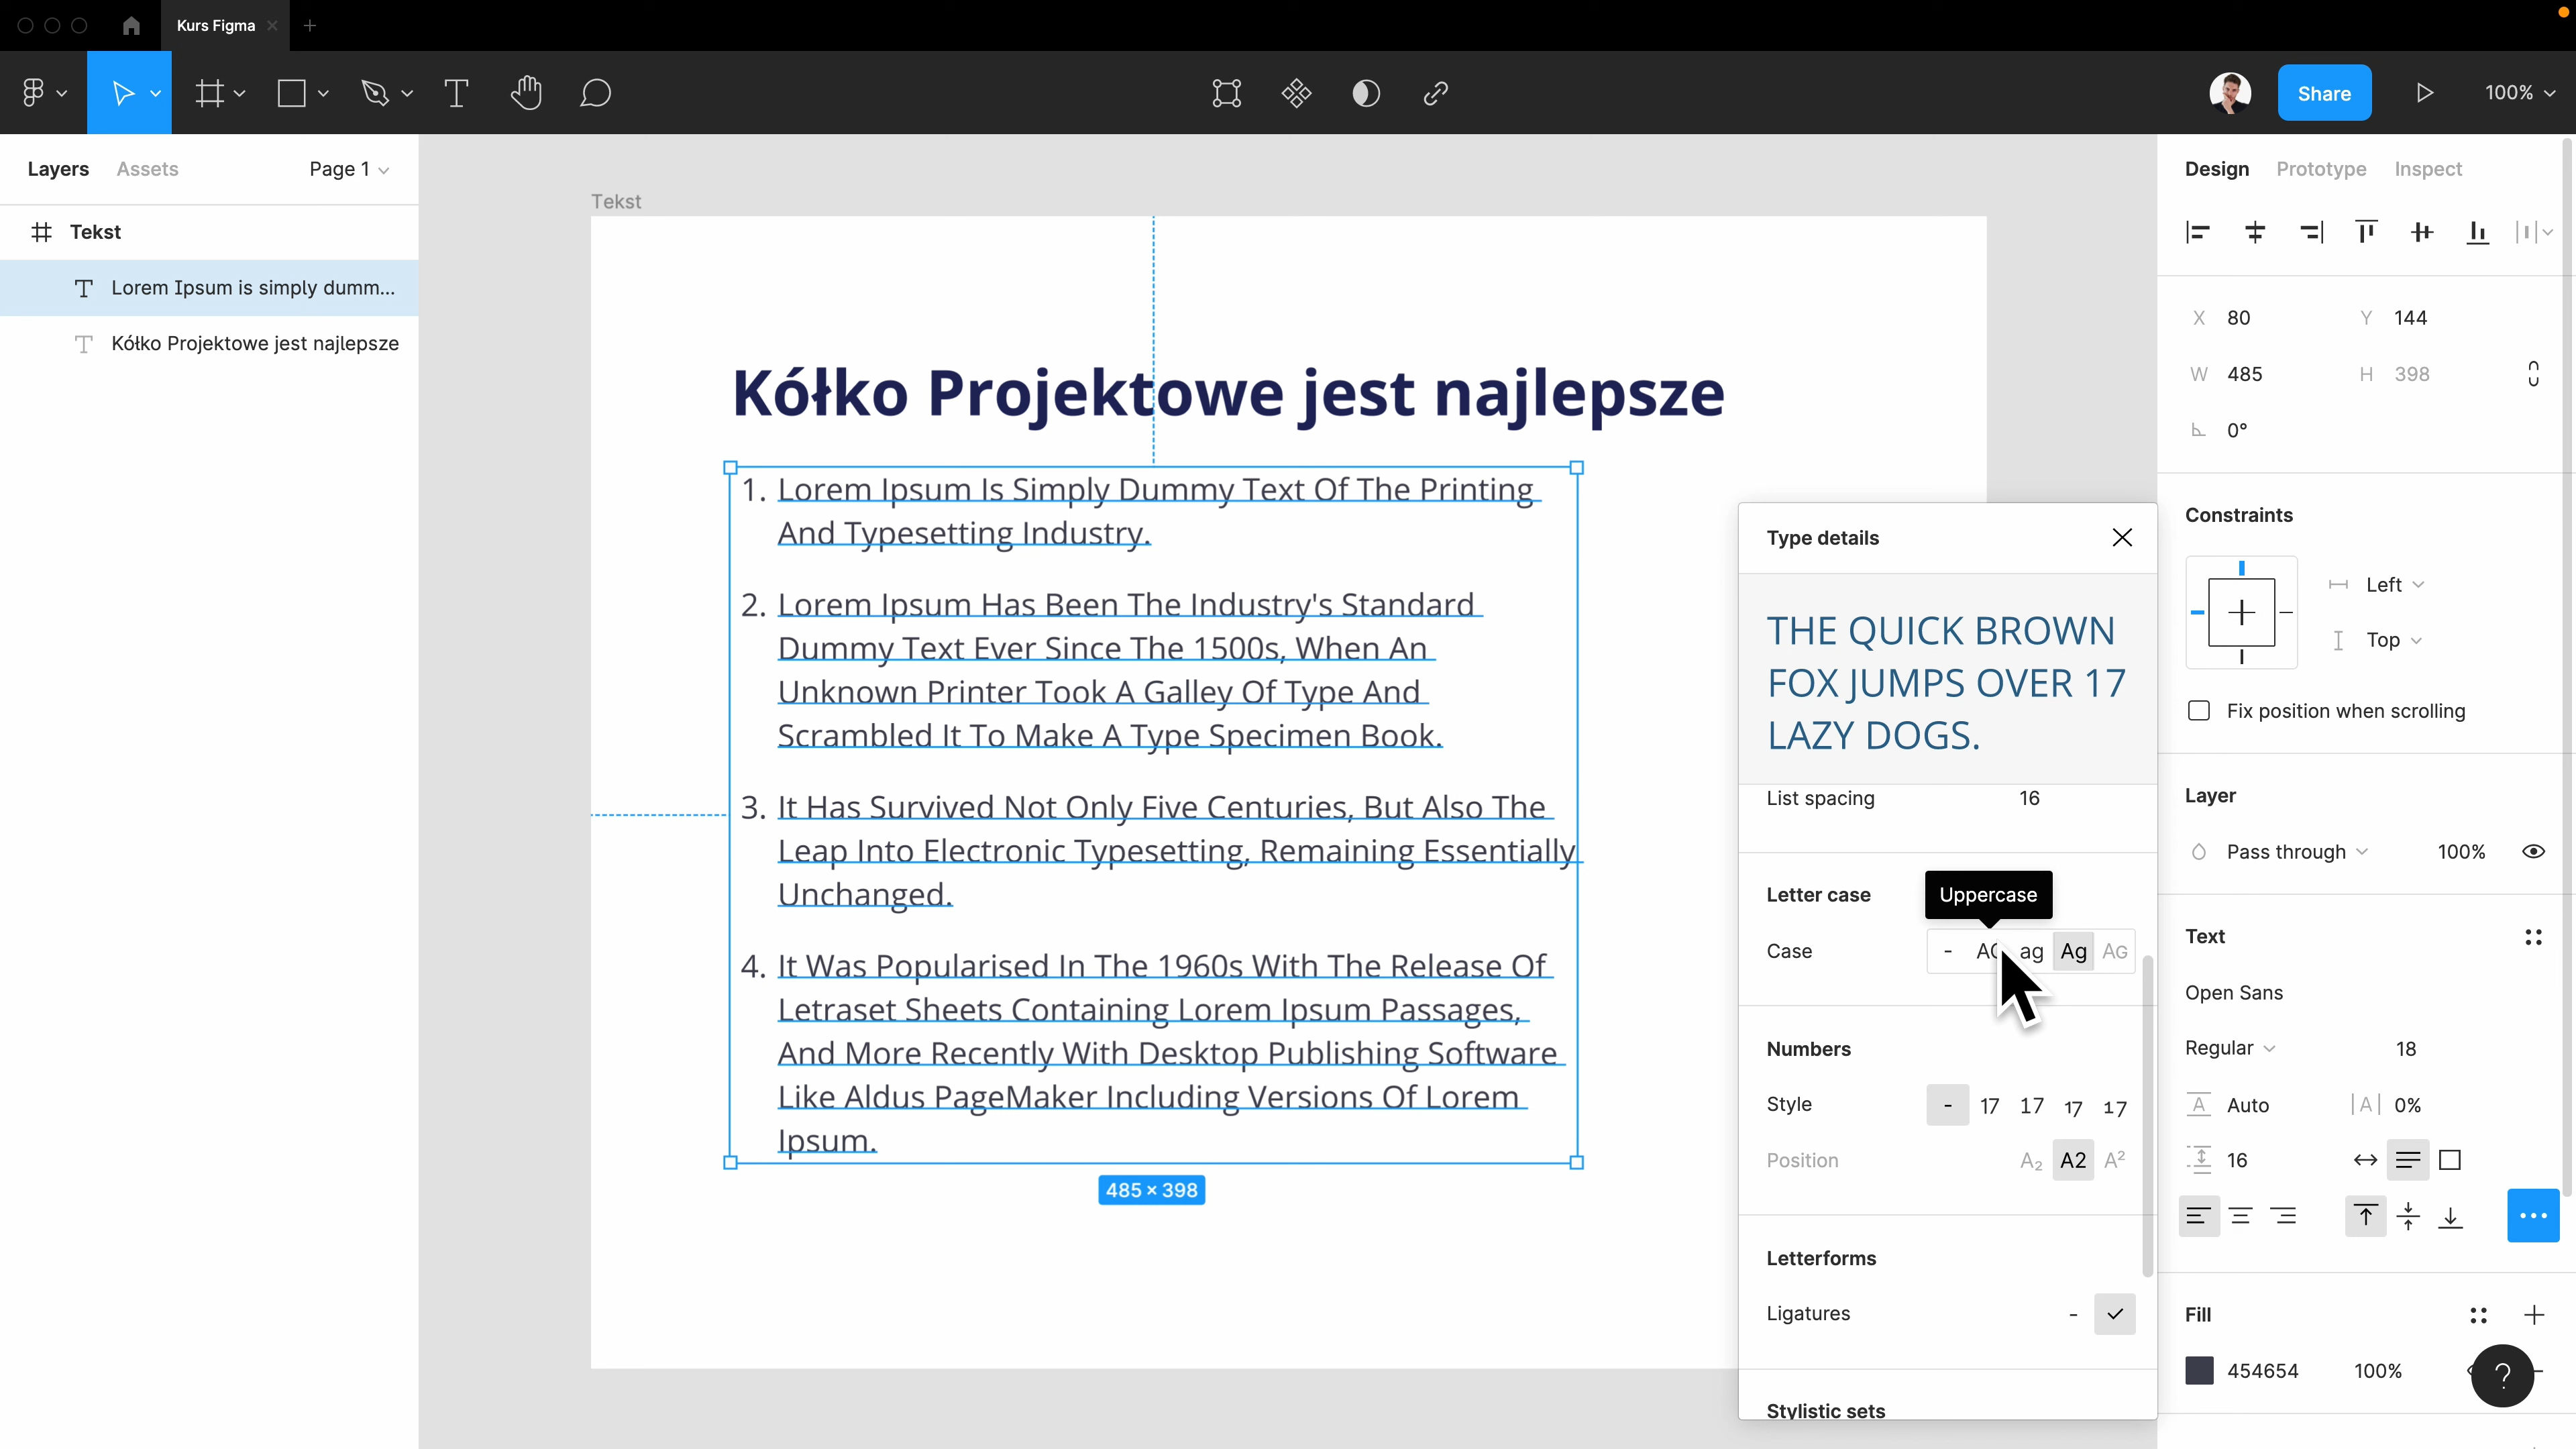 Kurs Figma
Share
100%
Layers
Assets
Page 1
Tekst
Lorem Ipsum is simply dumm...
Kółko Projektowe jest najlepsze
Tekst
Kółko Projektowe jest najlepsze
1. Lorem Ipsum Is Simply Dummy Text Of The Printing
And Typesetting Industry.
2. Lorem Ipsum Has Been The Industry's Standard
Dummy Text Ever Since The 1500s, When An
Unknown Printer Took A Galley Of Type And
Scrambled It To Make A Type Specimen Book.
3. It Has Survived Not Only Five Centuries, But Also The
Leap Into Electronic Typesetting, Remaining Essentially
Unchanged.
4. It Was Popularised In The 1960s With The Release Of
Letraset Sheets Containing Lorem Ipsum Passages,
And More Recently With Desktop Publishing Software
Like Aldus PageMaker Including Versions Of Lorem
Ipsum.
485 × 398
Type details
THE QUICK BROWN
FOX JUMPS OVER 17
LAZY DOGS.
List spacing 16
Letter case
Uppercase
Case - AG ag Ag AG
Numbers
Style - 17 17 17 17
Position A₂ A2 A²
Letterforms
Ligatures -
Stylistic sets
Design
Prototype
Inspect
X 80 Y 144
W 485 H 398
0°
Constraints
Left
Top
Fix position when scrolling
Layer
Pass through 100%
Text
Open Sans
Regular 18
A Auto |A| 0%
16
Fill
454654 100%
?